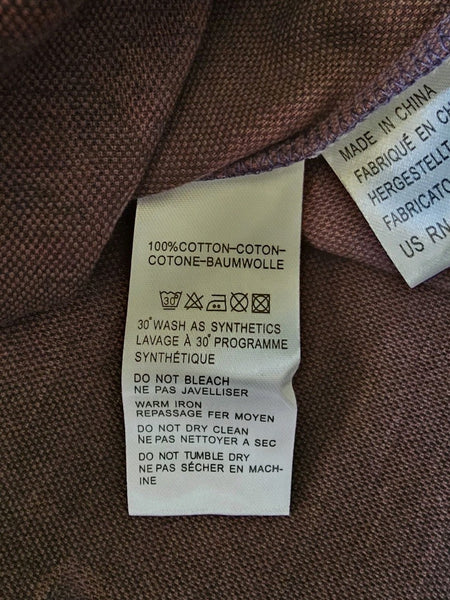 100%COTTON–COTON–
COTONE–BAUMWOLLE
30°
30° WASH AS SYNTHETICS
LAVAGE À 30° PROGRAMME
SYNTHÉTIQUE
DO NOT BLEACH
NE PAS JAVELLISER
WARM IRON
REPASSAGE FER MOYEN
DO NOT DRY CLEAN
NE PAS NETTOYER A SEC
DO NOT TUMBLE DRY
NE PAS SÉCHER EN MACH-
INE
MADE IN CHINA
FABRIQUÉ EN CH
HERGESTELLT
FABRICATO
US RN